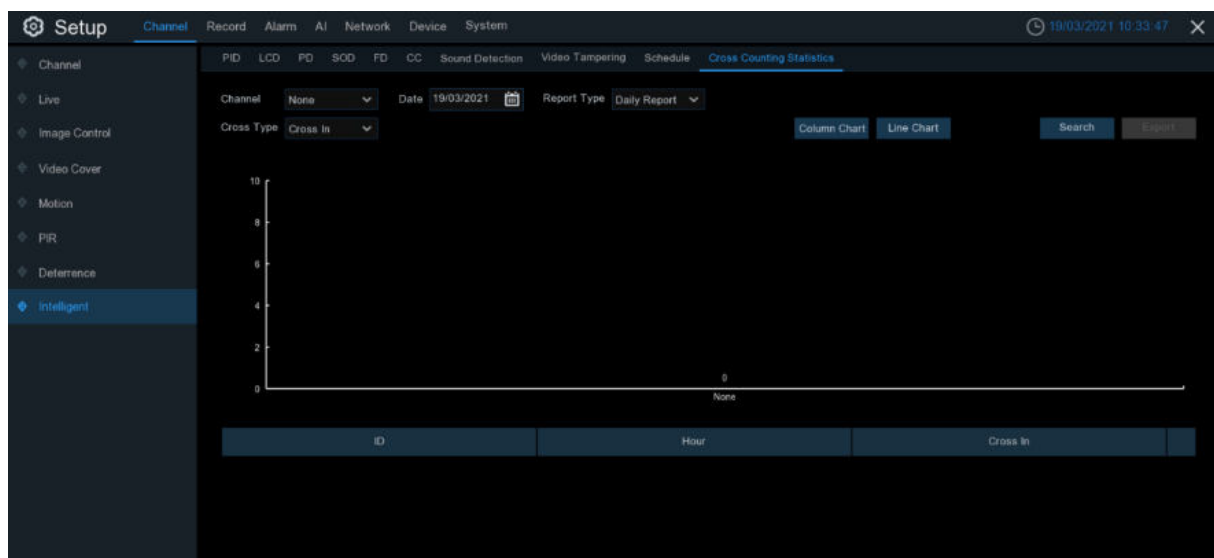 Setup Channel Record Alarm AI Network Device System 19/03/2021 10:33:47
Channel
Live
Image Control
Video Cover
Motion
PIR
Deterrence
Intelligent
PID LCD PD SOD FD CC Sound Detection Video Tampering Schedule Cross Counting Statistics
Channel None Date 19/03/2021 Report Type Daily Report
Cross Type Cross In Column Chart Line Chart Search Export
10
8
6
4
2
0
0
None
ID Hour Cross In